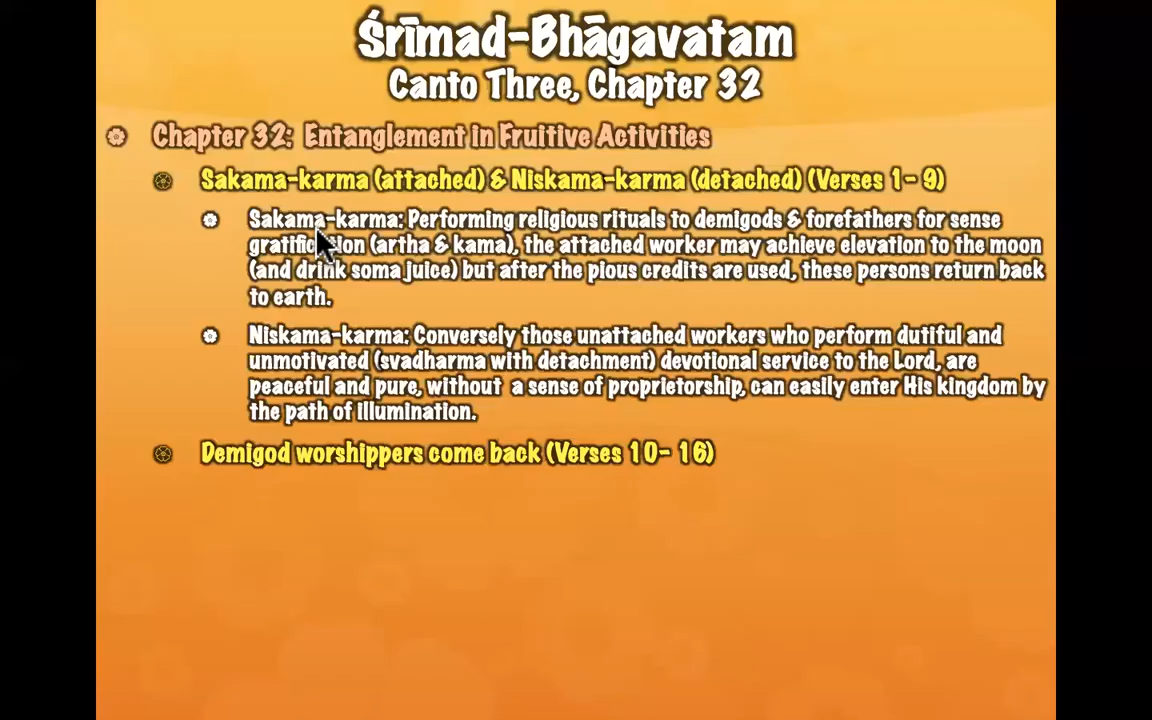 Śrīmad-Bhāgavatam
Canto Three, Chapter 32
Chapter 32: Entanglement in Fruitive Activities
Sakama-karma (attached) & Niskama-karma (detached) (Verses 1- 9)
Sakama-karma: Performing religious rituals to demigods & forefathers for sense
gratification (artha & kama), the attached worker may achieve elevation to the moon
(and drink soma juice) but after the pious credits are used, these persons return back
to earth.
Niskama-karma: Conversely those unattached workers who perform dutiful and
unmotivated (svadharma with detachment) devotional service to the Lord, are
peaceful and pure, without a sense of proprietorship, can easily enter His kingdom by
the path of illumination.
Demigod worshippers come back (Verses 10- 16)